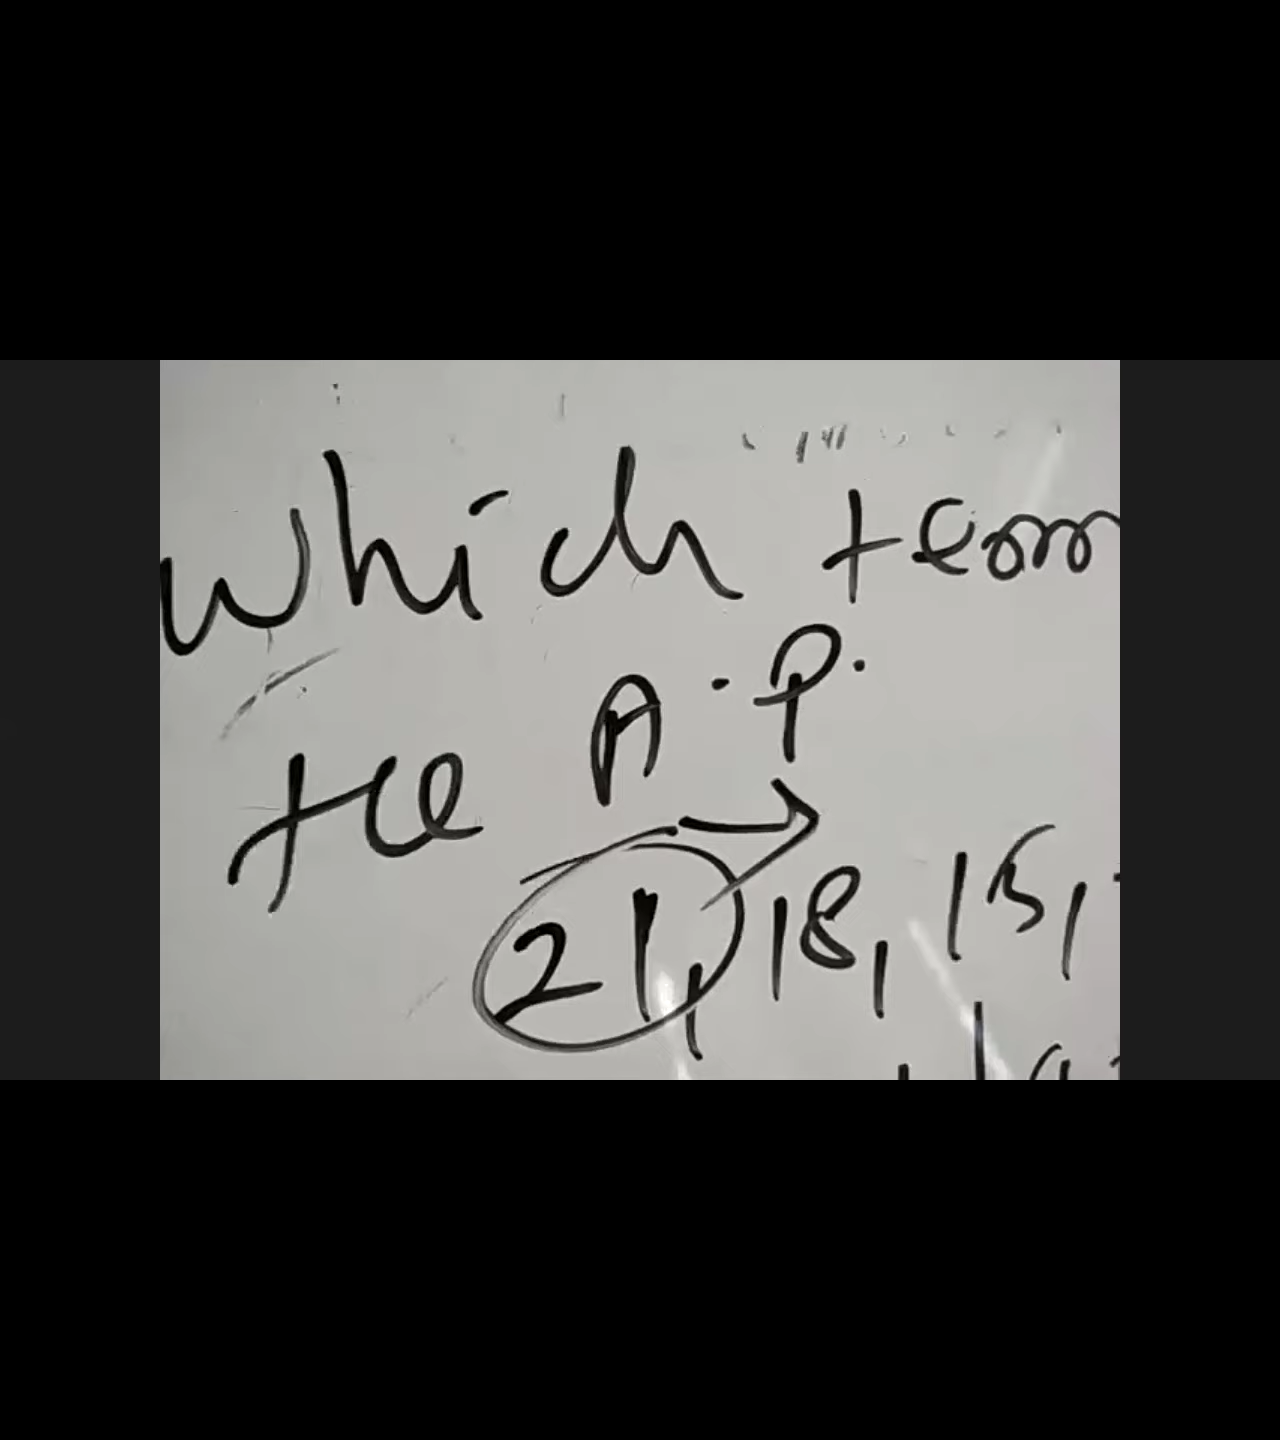 which term
the A.P.
21, 18, 15,